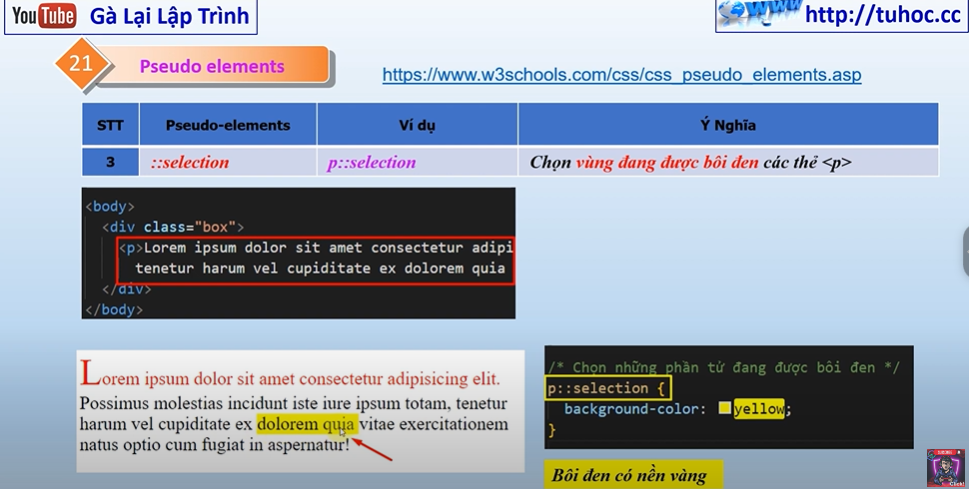 YouTube Gà Lại Lập Trình
http://tuhoc.cc
21 Pseudo elements
https://www.w3schools.com/css/css_pseudo_elements.asp
STT Pseudo-elements Ví dụ Ý Nghĩa
3 ::selection p::selection Chọn vùng đang được bôi đen các thẻ <p>
<body>
<div class="box">
<p>Lorem ipsum dolor sit amet consectetur adipi
tenetur harum vel cupiditate ex dolorem quia
</div>
</body>
Lorem ipsum dolor sit amet consectetur adipisicing elit.
Possimus molestias incidunt iste iure ipsum totam, tenetur
harum vel cupiditate ex dolorem quia vitae exercitationem
natus optio cum fugiat in aspernatur!
/* Chọn những phần tử đang được bôi đen */
p::selection {
background-color: yellow;
}
Bôi đen có nền vàng